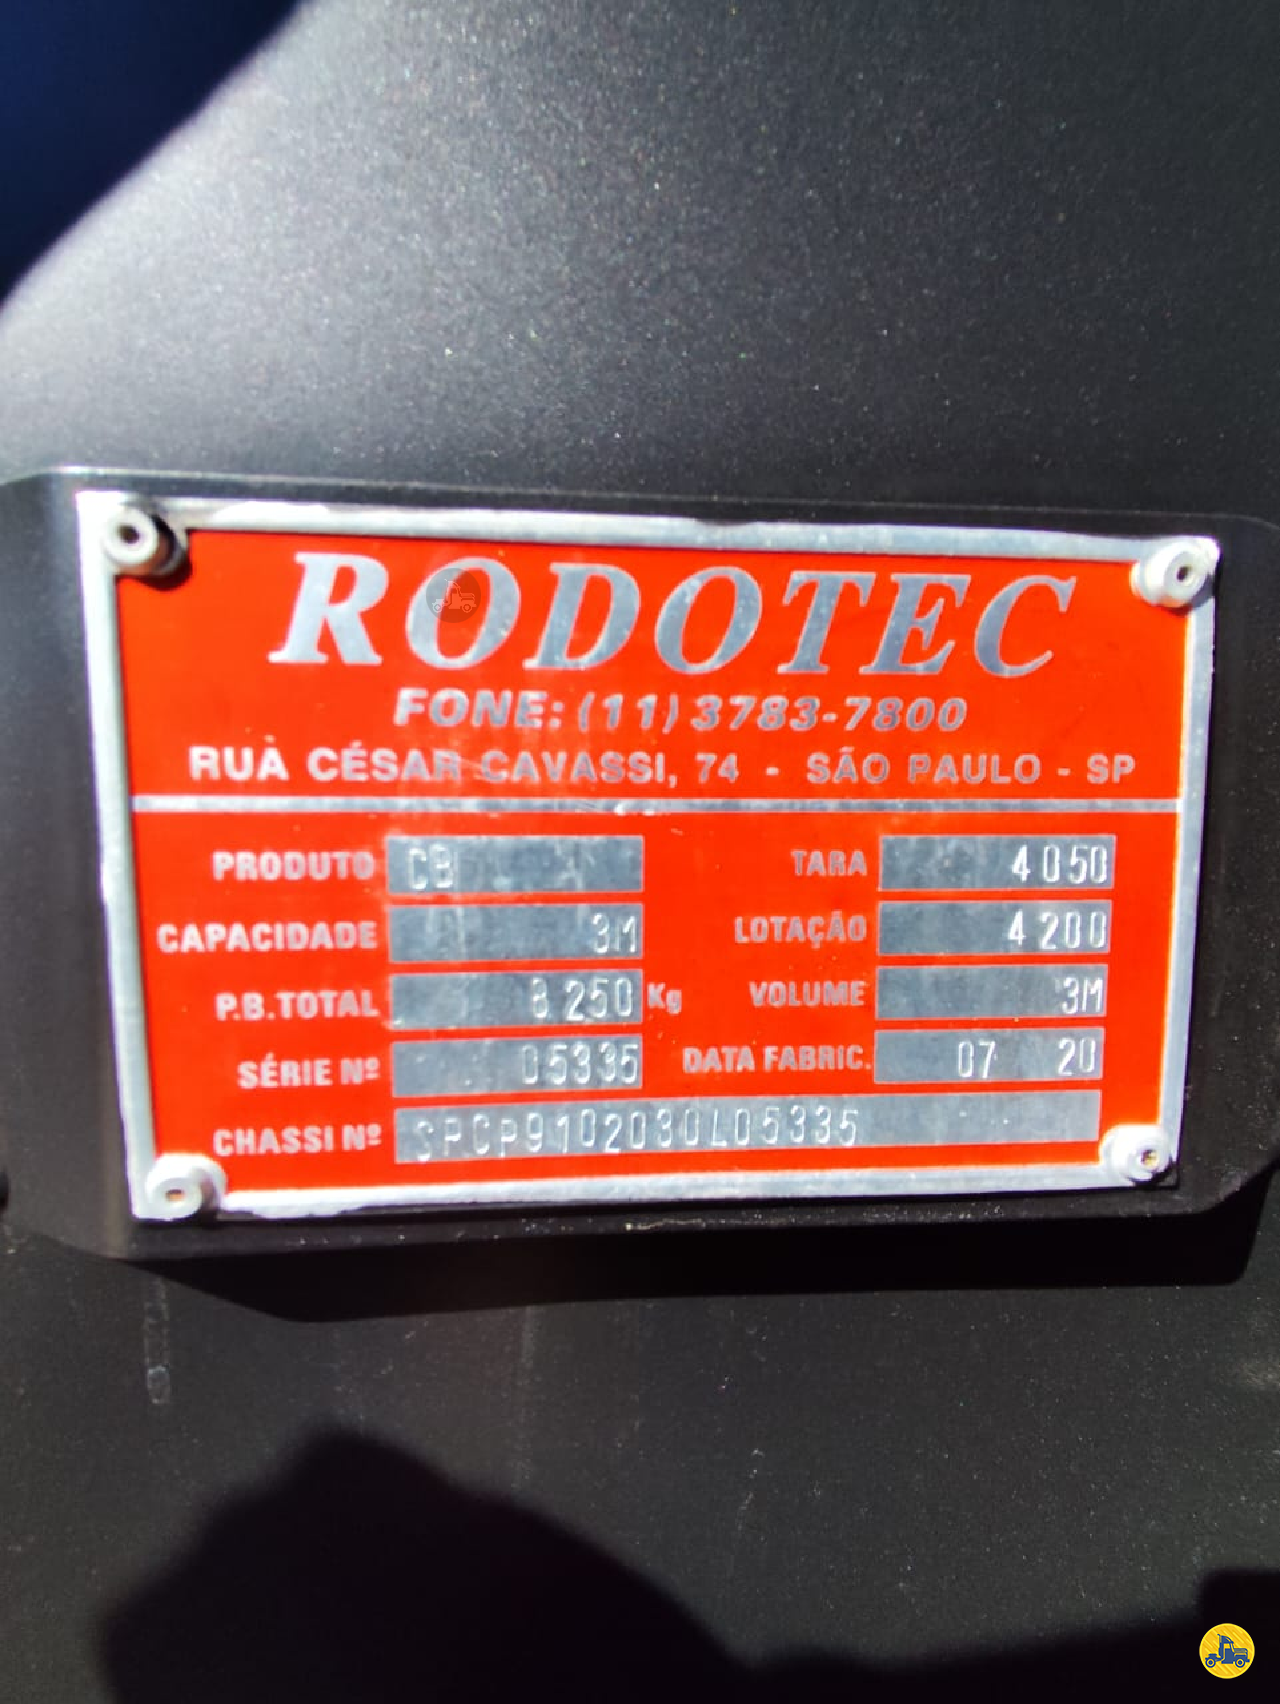 RODOTEC
FONE: (11) 3783-7800
RUA CÉSAR CAVASSI, 74 - SÃO PAULO - SP
PRODUTO CB TARA 4050
CAPACIDADE 3M LOTAÇÃO 4200
P.B.TOTAL 8250 Kg VOLUME 3M
SÉRIE Nº 05335 DATA FABRIC. 07 20
CHASSI Nº SPCP9102030L05335